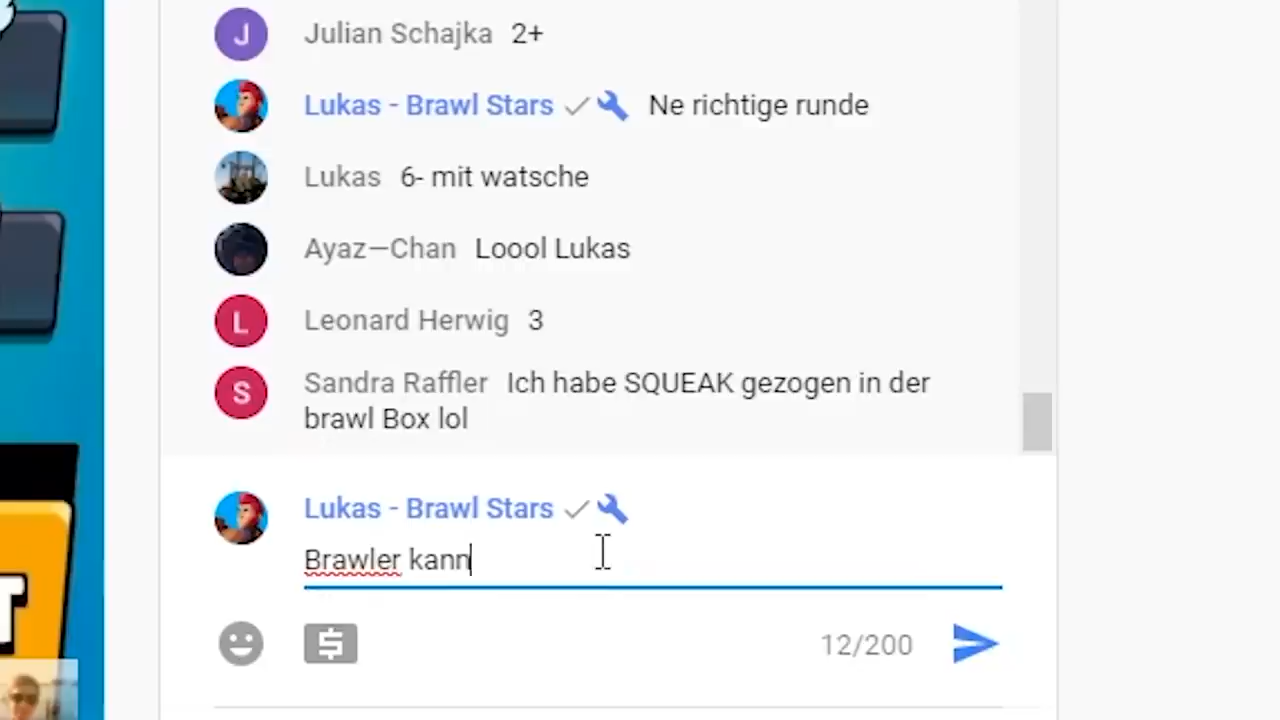 J Julian Schajka 2+
Lukas - Brawl Stars Ne richtige runde
Lukas 6- mit watsche
Ayaz—Chan Loool Lukas
L Leonard Herwig 3
S Sandra Raffler Ich habe SQUEAK gezogen in der
brawl Box lol
Lukas - Brawl Stars
Brawler kann
T
$ 12/200